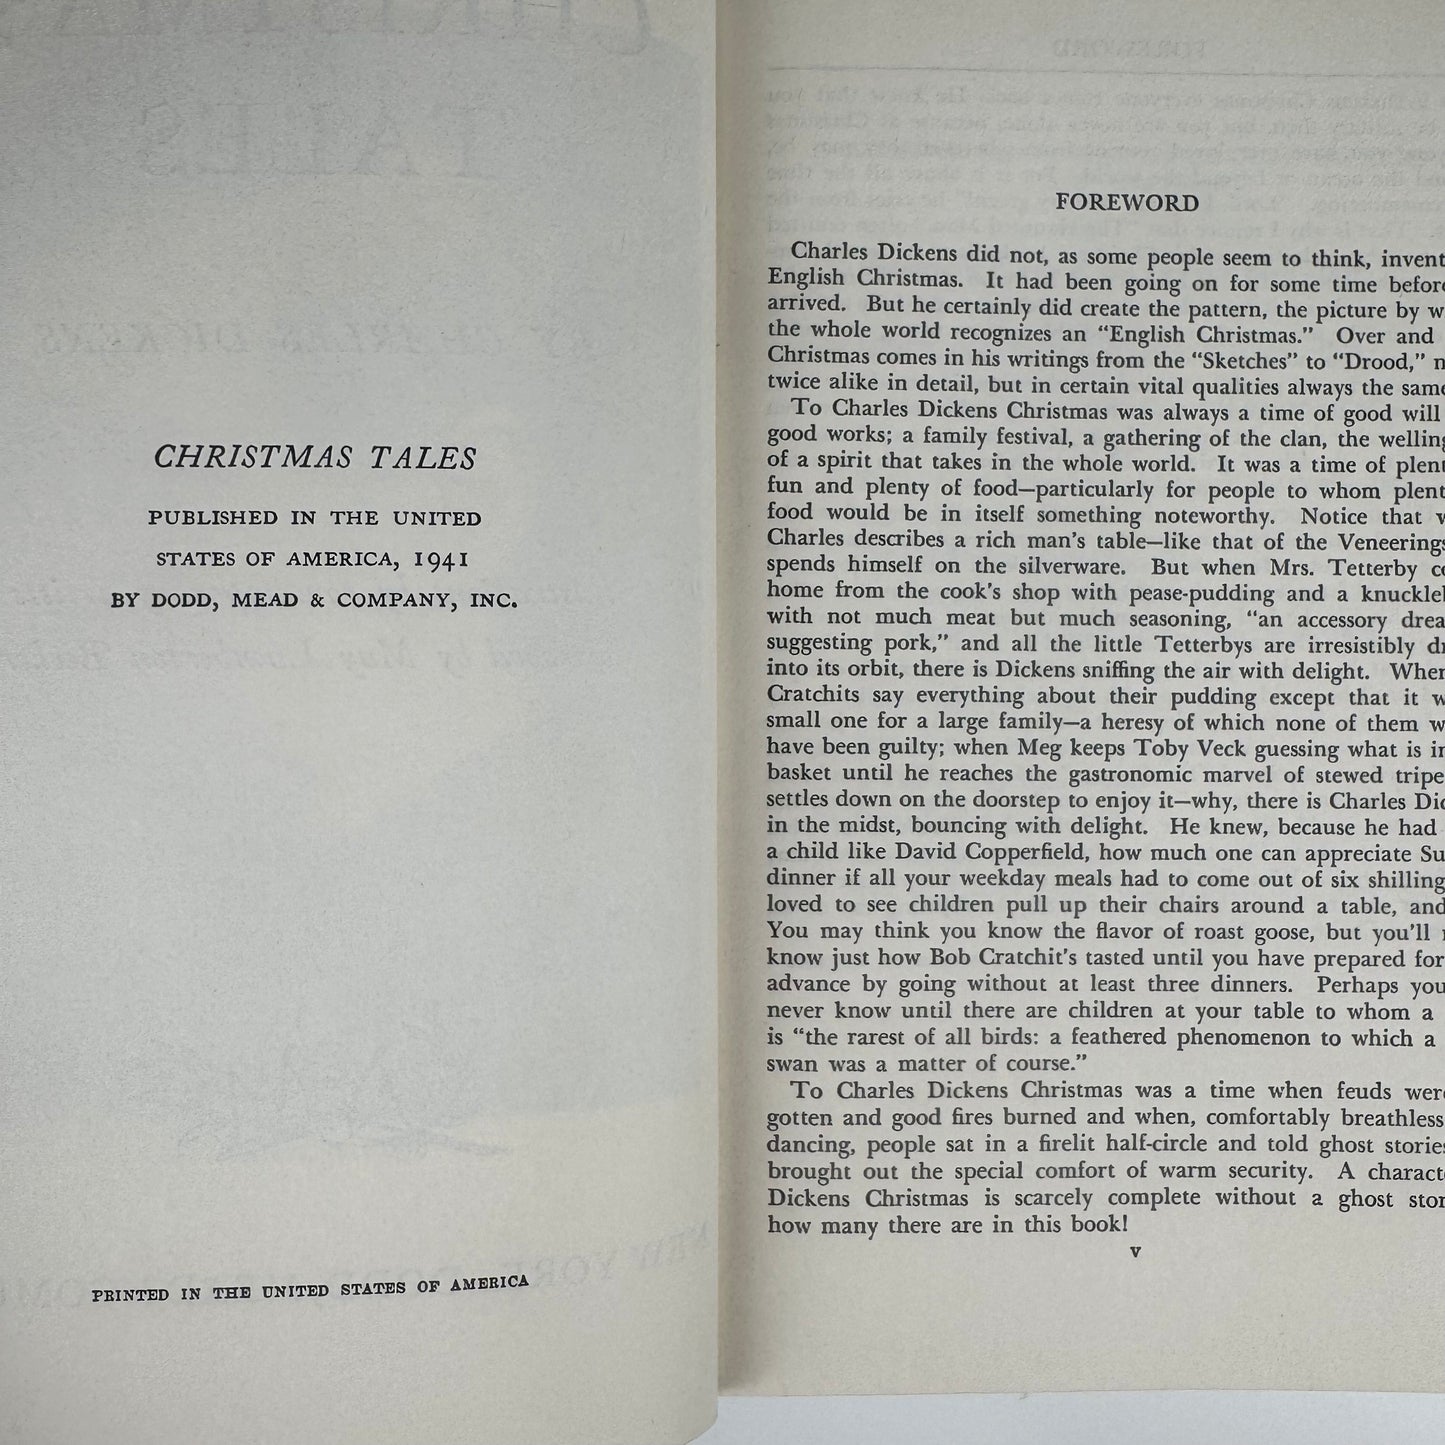 CHRISTMAS TALES
PUBLISHED IN THE UNITED
STATES OF AMERICA, 1941
BY DODD, MEAD & COMPANY, INC.
PRINTED IN THE UNITED STATES OF AMERICA
FOREWORD
Charles Dickens did not, as some people seem to think, invent
English Christmas. It had been going on for some time before
arrived. But he certainly did create the pattern, the picture by
the whole world recognizes an “English Christmas.” Over and
Christmas comes in his writings from the “Sketches” to “Drood,”
twice alike in detail, but in certain vital qualities always the same
To Charles Dickens Christmas was always a time of good will
good works; a family festival, a gathering of the clan, the welling
of a spirit that takes in the whole world. It was a time of
fun and plenty of food—particularly for people to whom
food would be in itself something noteworthy. Notice that
Charles describes a rich man's table—like that of the Veneerings
spends himself on the silverware. But when Mrs. Tetterby
home from the cook's shop with pease-pudding and a
with not much meat but much seasoning, “an accessory
suggesting pork,” and all the little Tetterbys are irresistibly
into its orbit, there is Dickens sniffing the air with delight. When
Cratchits say everything about their pudding except that it
small one for a large family—a heresy of which none of them
have been guilty; when Meg keeps Toby Veck guessing what is
basket until he reaches the gastronomic marvel of stewed tripe
settles down on the doorstep to enjoy it—why, there is Charles
in the midst, bouncing with delight. He knew, because he had
a child like David Copperfield, how much one can appreciate
dinner if all your weekday meals had to come out of six shilling
loved to see children pull up their chairs around a table, and
You may think you know the flavor of roast goose, but you'll
know just how Bob Cratchit's tasted until you have prepared for
advance by going without at least three dinners. Perhaps you
never know until there are children at your table to whom a
is “the rarest of all birds: a feathered phenomenon to which a
swan was a matter of course.”
To Charles Dickens Christmas was a time when feuds were
gotten and good fires burned and when, comfortably breathless
dancing, people sat in a firelit half-circle and told ghost stories
brought out the special comfort of warm security. A
Dickens Christmas is scarcely complete without a ghost
how many there are in this book!
v